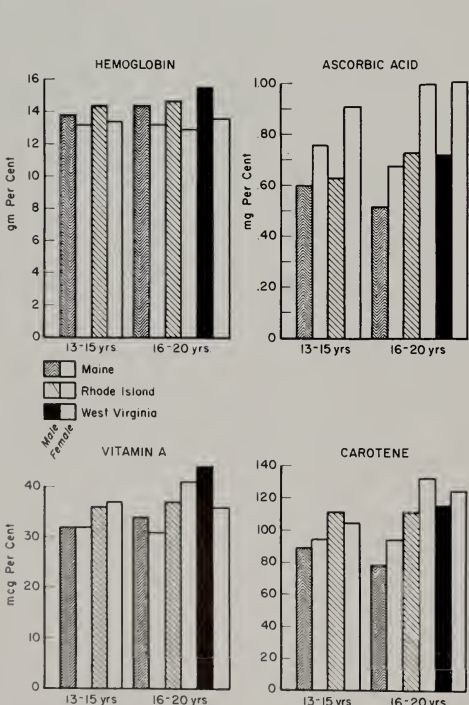 HEMOGLOBIN
gm Per Cent
16
14
12
10
8
6
4
2
0
13-15 yrs
16-20 yrs
ASCORBIC ACID
mg Per Cent
1.00
.80
.60
.40
.20
0
13-15 yrs
16-20 yrs
Male
Female
Maine
Rhode Island
West Virginia
VITAMIN A
mcg Per Cent
40
30
20
10
0
13-15 yrs
16-20 yrs
CAROTENE
140
120
100
80
60
40
20
0
13-15 yrs
16-20 yrs